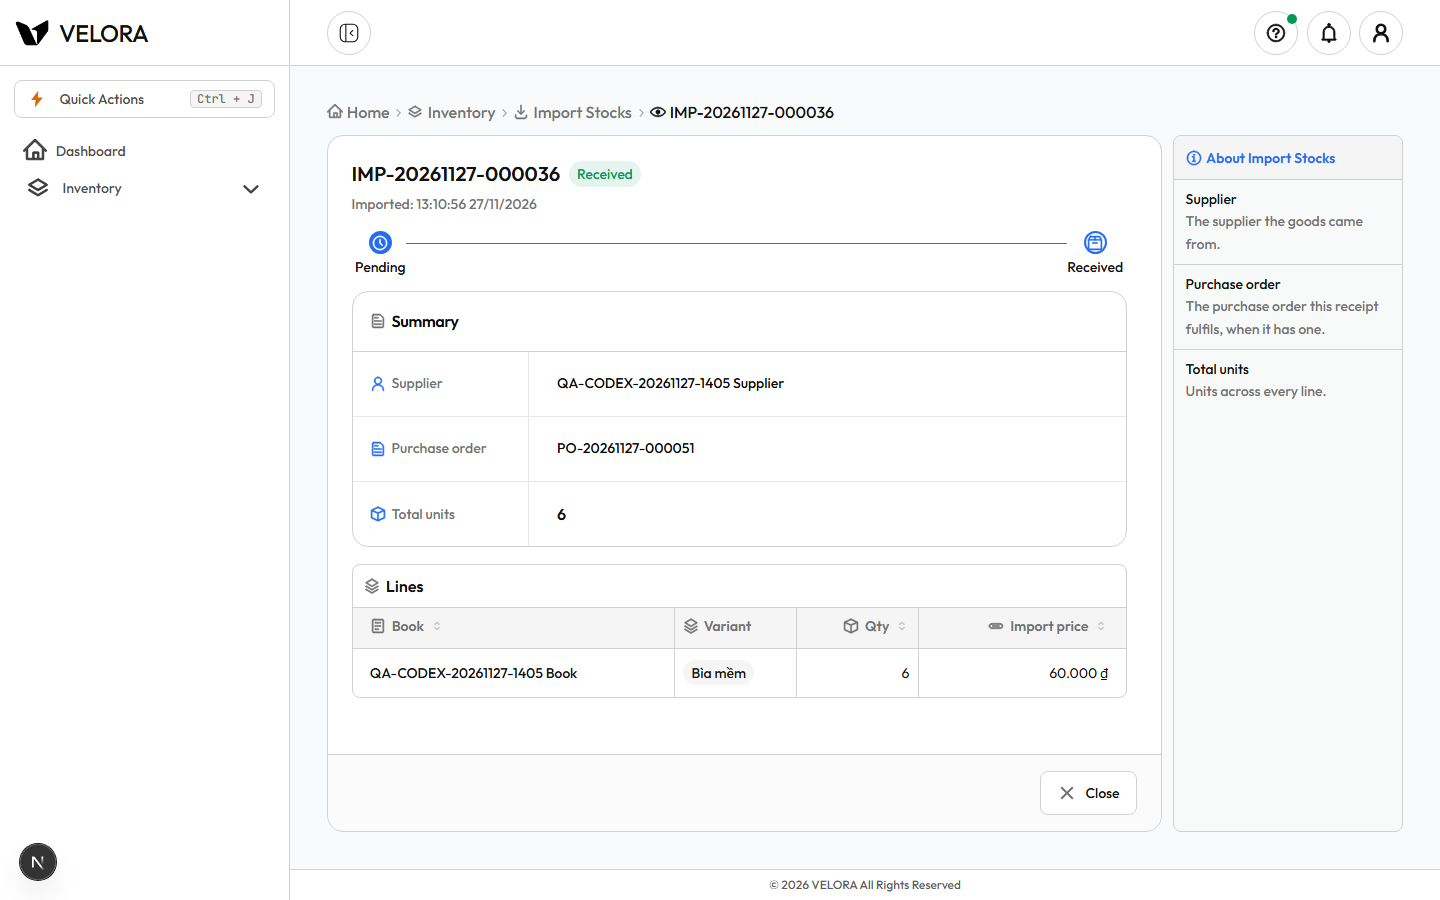 VELORA
Quick Actions
Ctrl + J
Dashboard
Inventory
Home
Inventory
Import Stocks
IMP-20261127-000036
IMP-20261127-000036
Received
Imported: 13:10:56 27/11/2026
Pending
Received
Summary
Supplier
QA-CODEX-20261127-1405 Supplier
Purchase order
PO-20261127-000051
Total units
6
Lines
Book
Variant
Qty
Import price
QA-CODEX-20261127-1405 Book
Bìa mềm
6
60.000 ₫
Close
About Import Stocks
Supplier
The supplier the goods came
from.
Purchase order
The purchase order this receipt
fulfils, when it has one.
Total units
Units across every line.
N
© 2026 VELORA All Rights Reserved